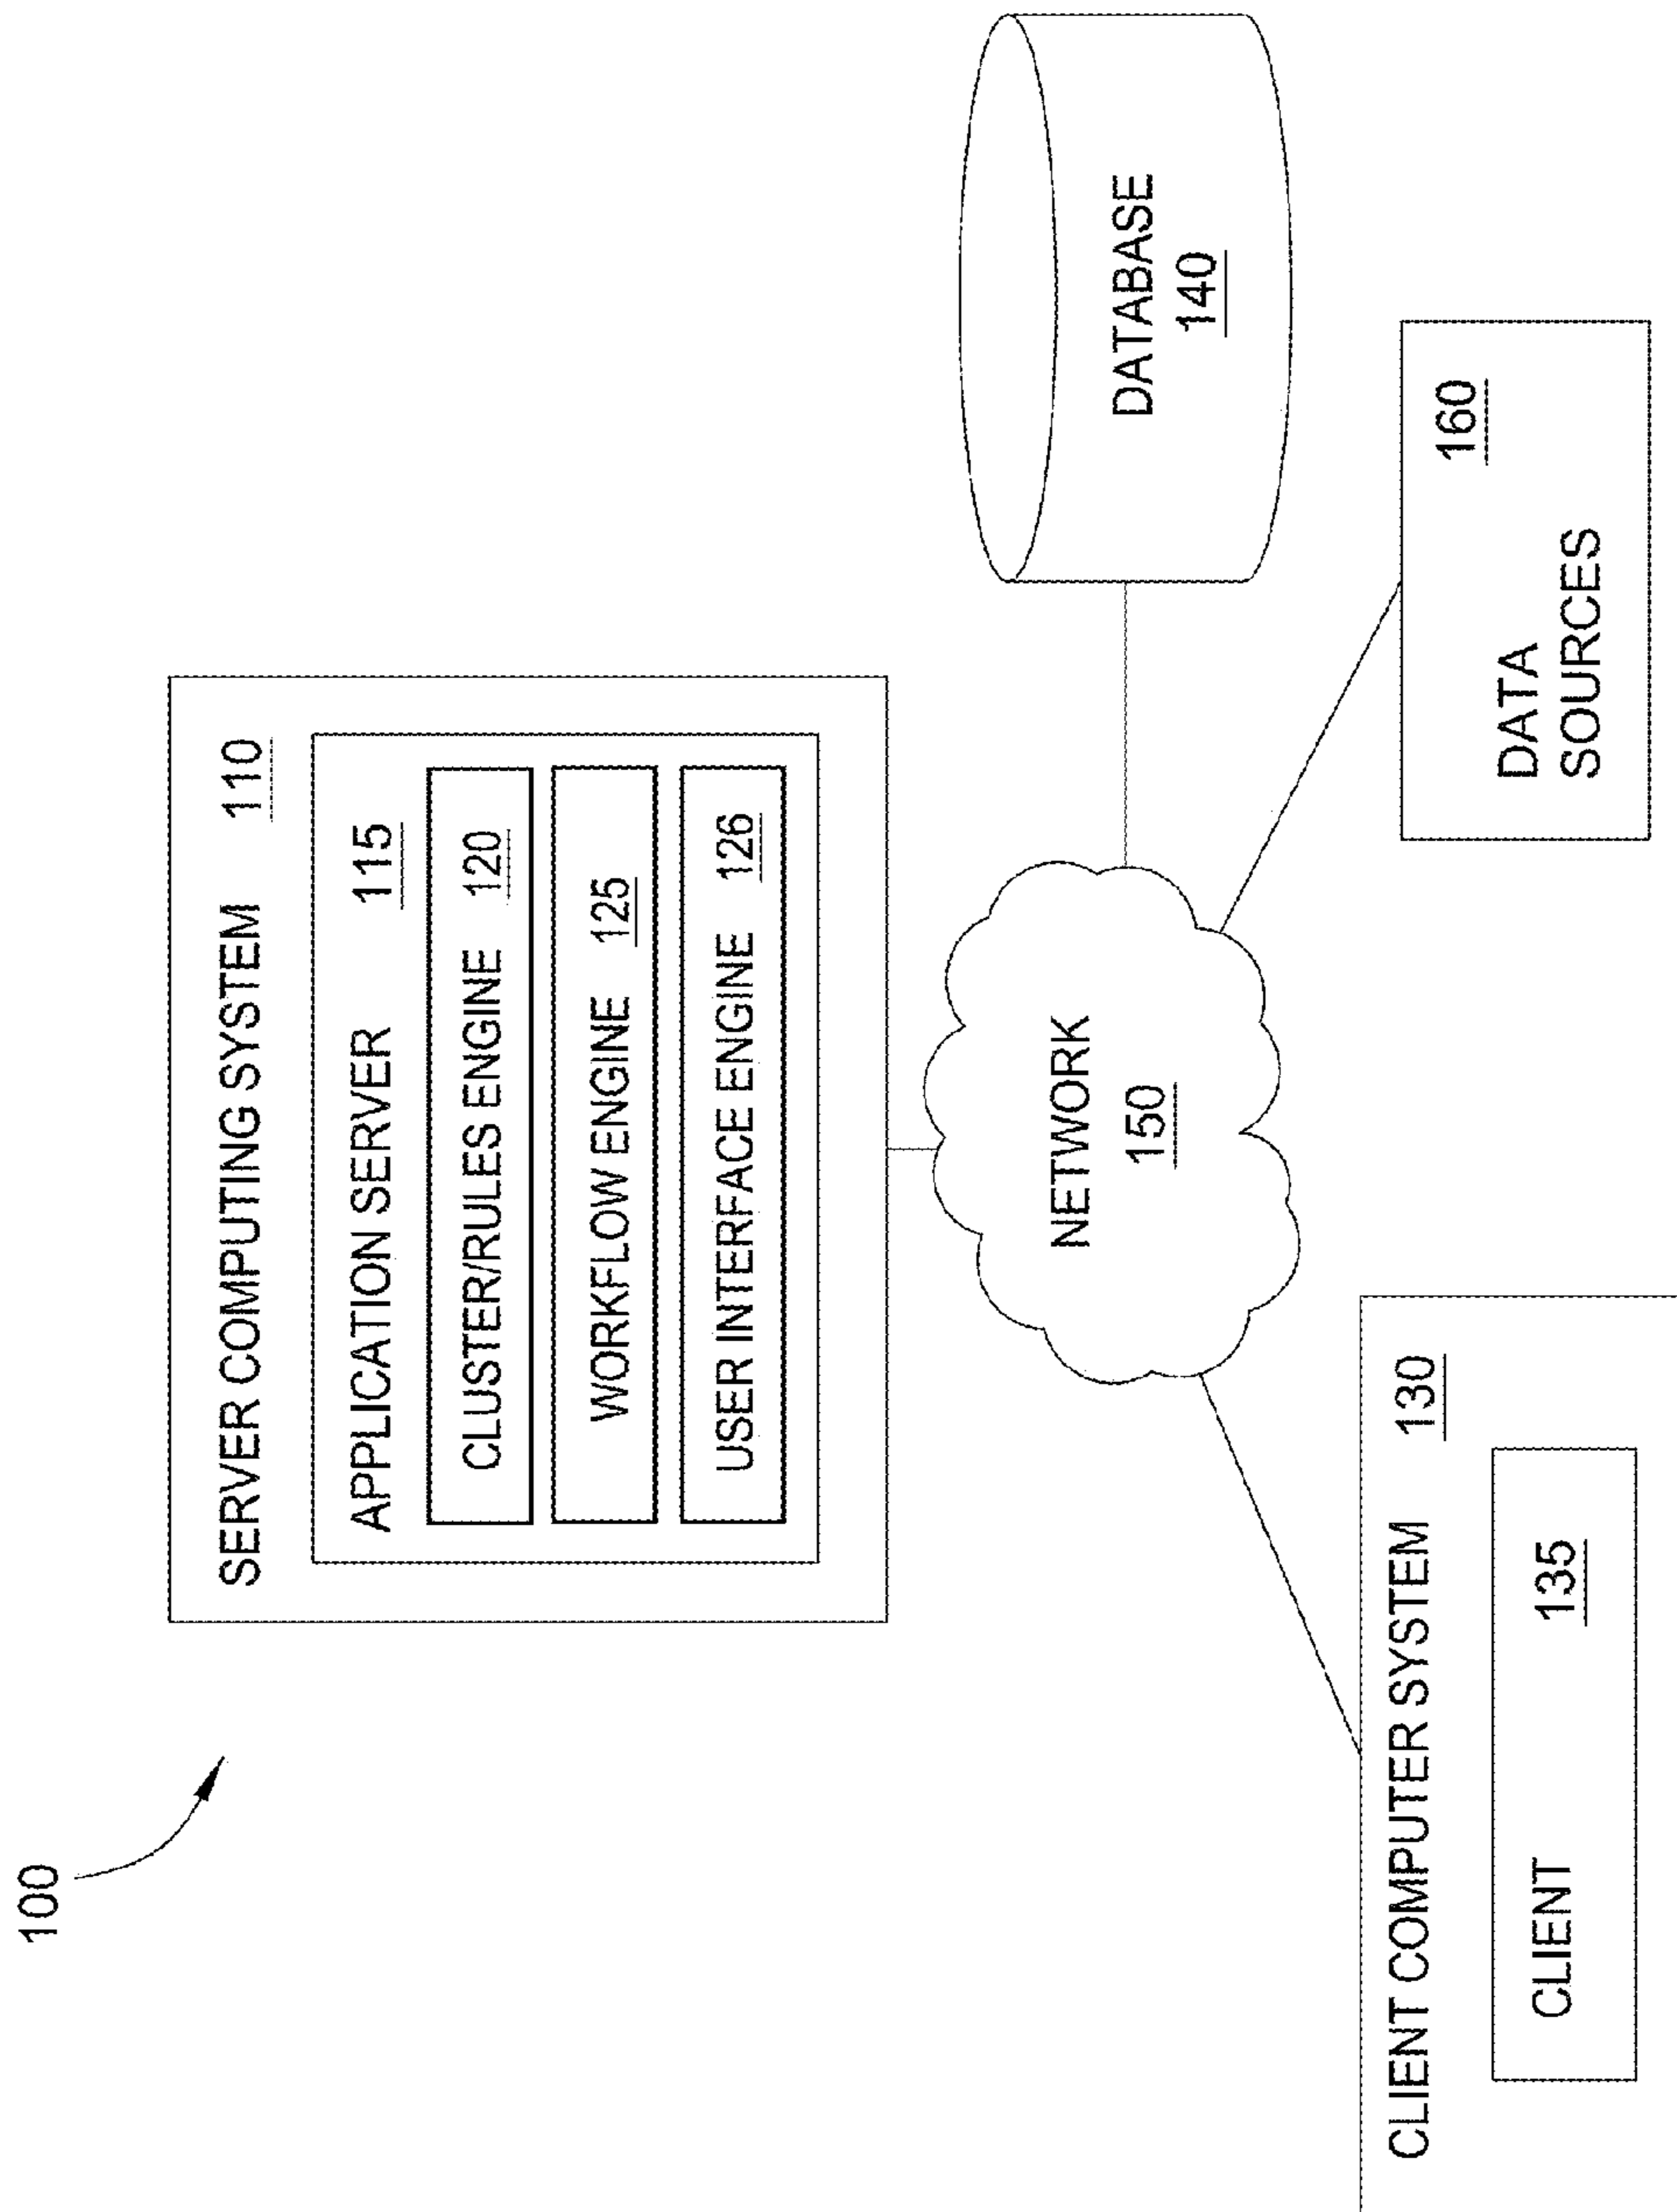 100
SERVER COMPUTING SYSTEM 110
APPLICATION SERVER 115
CLUSTER/RULES ENGINE 120
WORKFLOW ENGINE 125
USER INTERFACE ENGINE 126
NETWORK
150
DATABASE
140
CLIENT COMPUTER SYSTEM 130
CLIENT 135
160
DATA
SOURCES